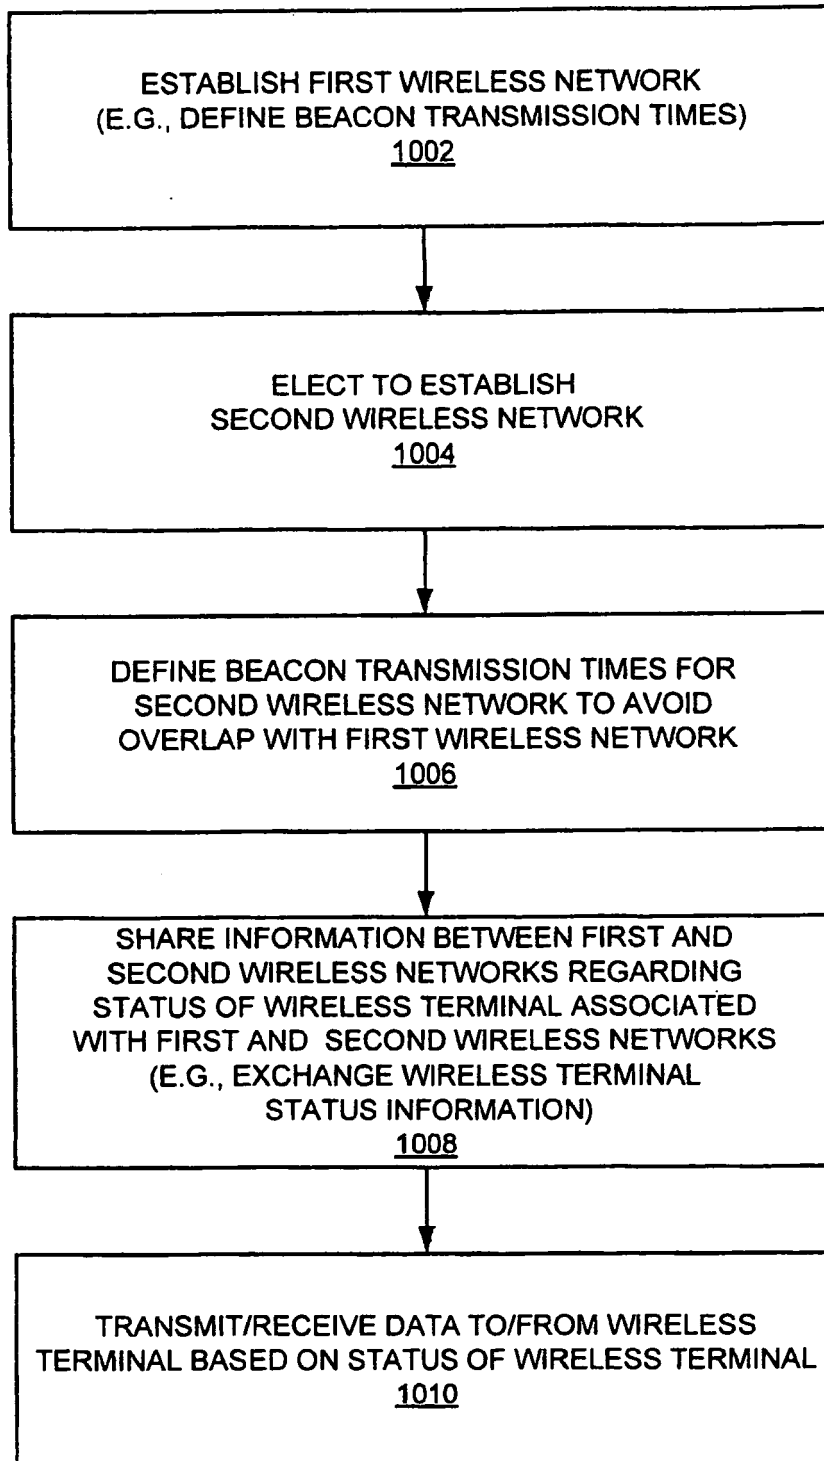 ESTABLISH FIRST WIRELESS NETWORK
(E.G., DEFINE BEACON TRANSMISSION TIMES)
1002
ELECT TO ESTABLISH
SECOND WIRELESS NETWORK
1004
DEFINE BEACON TRANSMISSION TIMES FOR
SECOND WIRELESS NETWORK TO AVOID
OVERLAP WITH FIRST WIRELESS NETWORK
1006
SHARE INFORMATION BETWEEN FIRST AND
SECOND WIRELESS NETWORKS REGARDING
STATUS OF WIRELESS TERMINAL ASSOCIATED
WITH FIRST AND SECOND WIRELESS NETWORKS
(E.G., EXCHANGE WIRELESS TERMINAL
STATUS INFORMATION)
1008
TRANSMIT/RECEIVE DATA TO/FROM WIRELESS
TERMINAL BASED ON STATUS OF WIRELESS TERMINAL
1010